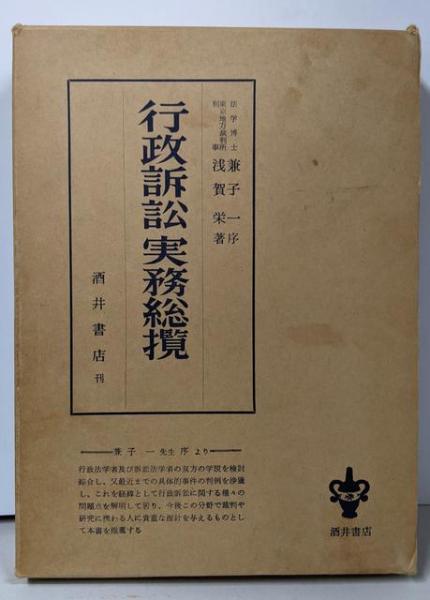 法学博士 兼子一序
東京地方裁判所
判事 浅賀栄著
行政訴訟実務総攬
酒井書店刊
兼子一先生序より
行政法学者及び訴訟法学者の双方の学説を検討
綜合し、又最近までの具体的事件の判例を渉猟
し、これを経緯として行政訴訟に関する種々の
問題点を解明して居り、今後この分野で裁判や
研究に携わる人に貴重な指針を与えるものとし
て本書を推薦する
酒井書店